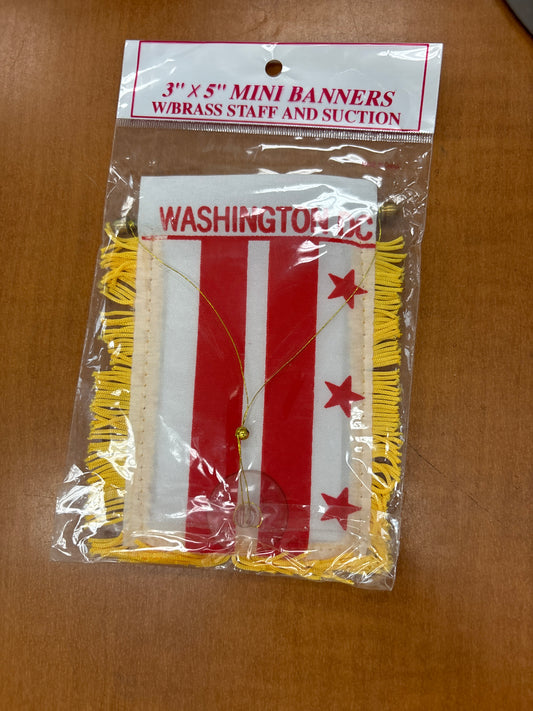 3" X 5" MINI BANNERS
W/BRASS STAFF AND SUCTION
WASHINGTON, DC